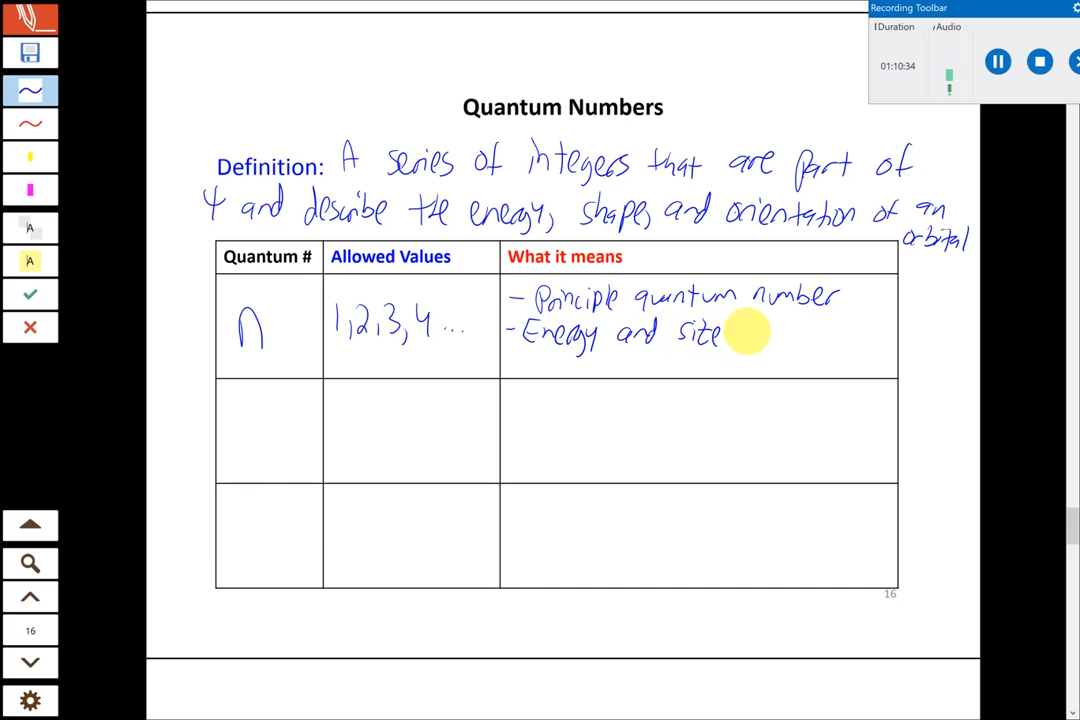 Recording Toolbar
Duration
Audio
01:10:34
Quantum Numbers
Definition: A series of integers that are part of
Ψ and describe the energy, shape, and orientation of an
orbital
Quantum # Allowed Values What it means
n 1,2,3,4... - Principle quantum number
- Energy and size
16
A
A
16